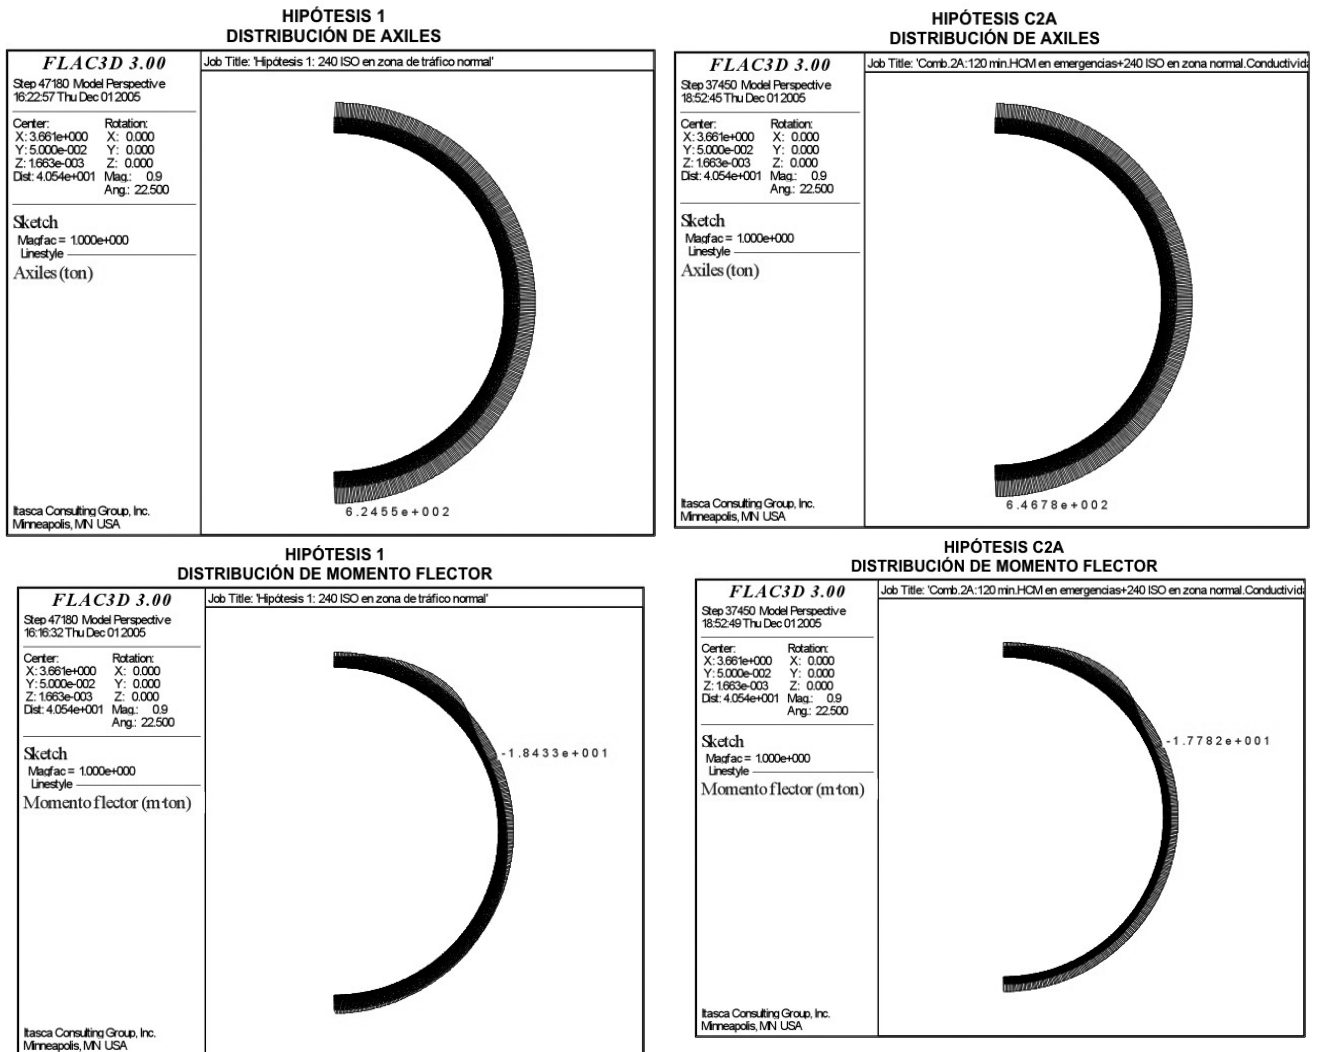 HIPÓTESIS 1
DISTRIBUCIÓN DE AXILES
FLAC3D 3.00
Step 47180 Model Perspective
16:22:57 Thu Dec 01 2005
Center: Rotation:
X: 3.661e+000 X: 0.000
Y: 5.000e-002 Y: 0.000
Z: 1.663e-003 Z: 0.000
Dist: 4.054e+001 Mag.: 0.9
Ang.: 22.500
Sketch
Magfac = 1.000e+000
Linestyle
Axiles (ton)
Itasca Consulting Group, Inc.
Minneapolis, MN USA
Job Title: 'Hipótesis 1: 240 ISO en zona de tráfico normal'
6.2455e+002
HIPÓTESIS C2A
DISTRIBUCIÓN DE AXILES
FLAC3D 3.00
Step 37450 Model Perspective
18:52:45 Thu Dec 01 2005
Center: Rotation:
X: 3.661e+000 X: 0.000
Y: 5.000e-002 Y: 0.000
Z: 1.663e-003 Z: 0.000
Dist: 4.054e+001 Mag.: 0.9
Ang.: 22.500
Sketch
Magfac = 1.000e+000
Linestyle
Axiles (ton)
Itasca Consulting Group, Inc.
Minneapolis, MN USA
Job Title: 'Comb.2A:120 min.HCM en emergencias+240 ISO en zona normal.Conductivida
6.4678e+002
HIPÓTESIS 1
DISTRIBUCIÓN DE MOMENTO FLECTOR
FLAC3D 3.00
Step 47180 Model Perspective
16:16:32 Thu Dec 01 2005
Center: Rotation:
X: 3.661e+000 X: 0.000
Y: 5.000e-002 Y: 0.000
Z: 1.663e-003 Z: 0.000
Dist: 4.054e+001 Mag.: 0.9
Ang.: 22.500
Sketch
Magfac = 1.000e+000
Linestyle
Momento flector (m·ton)
Itasca Consulting Group, Inc.
Minneapolis, MN USA
Job Title: 'Hipótesis 1: 240 ISO en zona de tráfico normal'
-1.8433e+001
HIPÓTESIS C2A
DISTRIBUCIÓN DE MOMENTO FLECTOR
FLAC3D 3.00
Step 37450 Model Perspective
18:52:49 Thu Dec 01 2005
Center: Rotation:
X: 3.661e+000 X: 0.000
Y: 5.000e-002 Y: 0.000
Z: 1.663e-003 Z: 0.000
Dist: 4.054e+001 Mag.: 0.9
Ang.: 22.500
Sketch
Magfac = 1.000e+000
Linestyle
Momento flector (m·ton)
Itasca Consulting Group, Inc.
Minneapolis, MN USA
Job Title: 'Comb.2A:120 min.HCM en emergencias+240 ISO en zona normal.Conductivida
-1.7782e+001